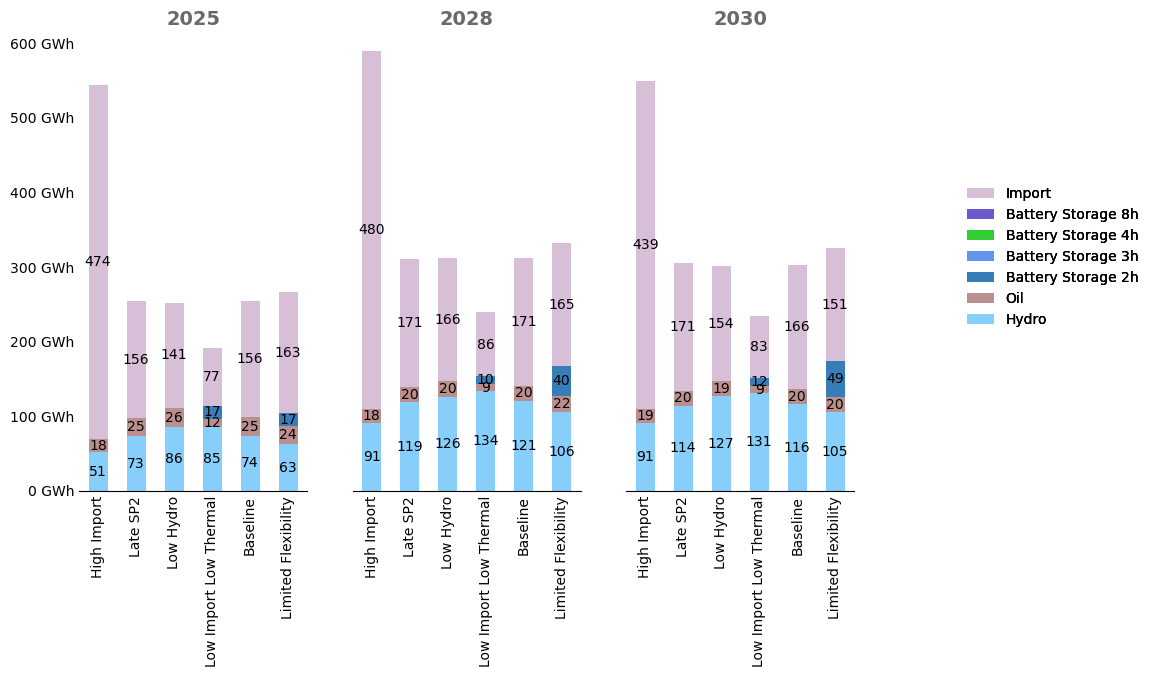 2025
2028
2030
600 GWh
500 GWh
400 GWh
300 GWh
200 GWh
100 GWh
0 GWh
474
18
51
156
25
73
141
26
86
77
17
12
85
156
25
74
163
17
24
63
480
18
91
171
20
119
166
20
126
86
10
9
134
171
20
121
165
40
22
106
439
19
91
171
20
114
154
19
127
83
12
9
131
166
20
116
151
49
20
105
High Import
Late SP2
Low Hydro
Low Import Low Thermal
Baseline
Limited Flexibility
High Import
Late SP2
Low Hydro
Low Import Low Thermal
Baseline
Limited Flexibility
High Import
Late SP2
Low Hydro
Low Import Low Thermal
Baseline
Limited Flexibility
Import
Battery Storage 8h
Battery Storage 4h
Battery Storage 3h
Battery Storage 2h
Oil
Hydro